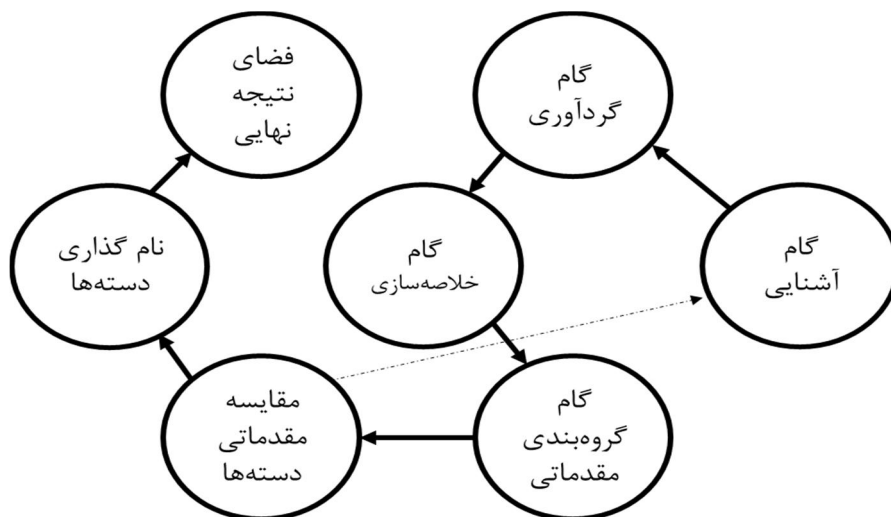 گام
آشنایی
گام
گردآوری
گام
خلاصه‌سازی
گام
گروه‌بندی
مقدماتی
مقایسه
مقدماتی
دسته‌ها
نام گذاری
دسته‌ها
فضای
نتیجه
نهایی